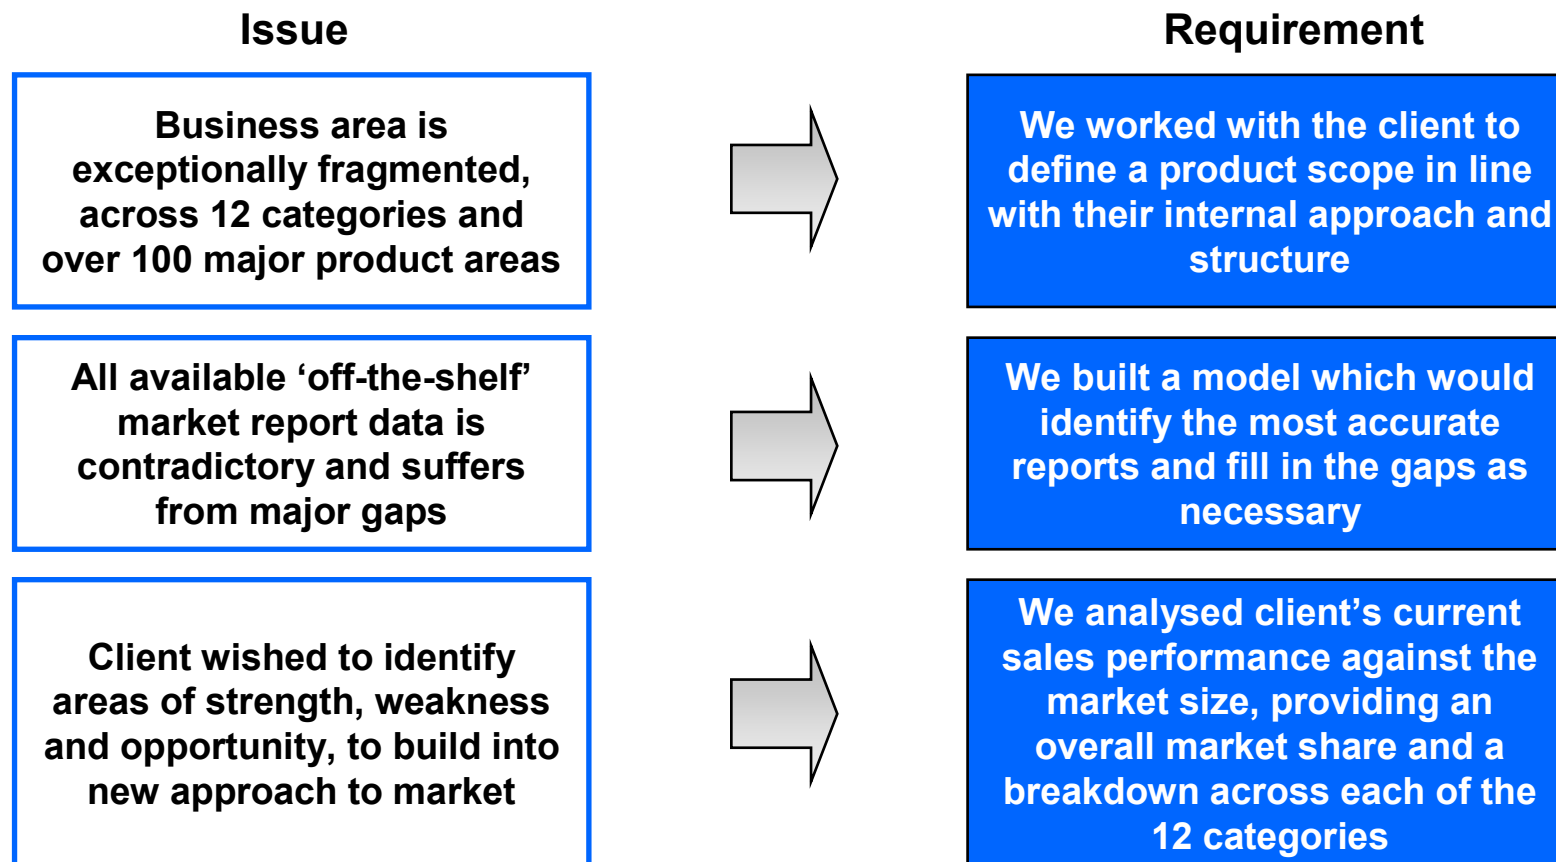 Issue
Requirement
Business area is
exceptionally fragmented,
across 12 categories and
over 100 major product areas
We worked with the client to
define a product scope in line
with their internal approach and
structure
All available ‘off-the-shelf’
market report data is
contradictory and suffers
from major gaps
We built a model which would
identify the most accurate
reports and fill in the gaps as
necessary
Client wished to identify
areas of strength, weakness
and opportunity, to build into
new approach to market
We analysed client’s current
sales performance against the
market size, providing an
overall market share and a
breakdown across each of the
12 categories